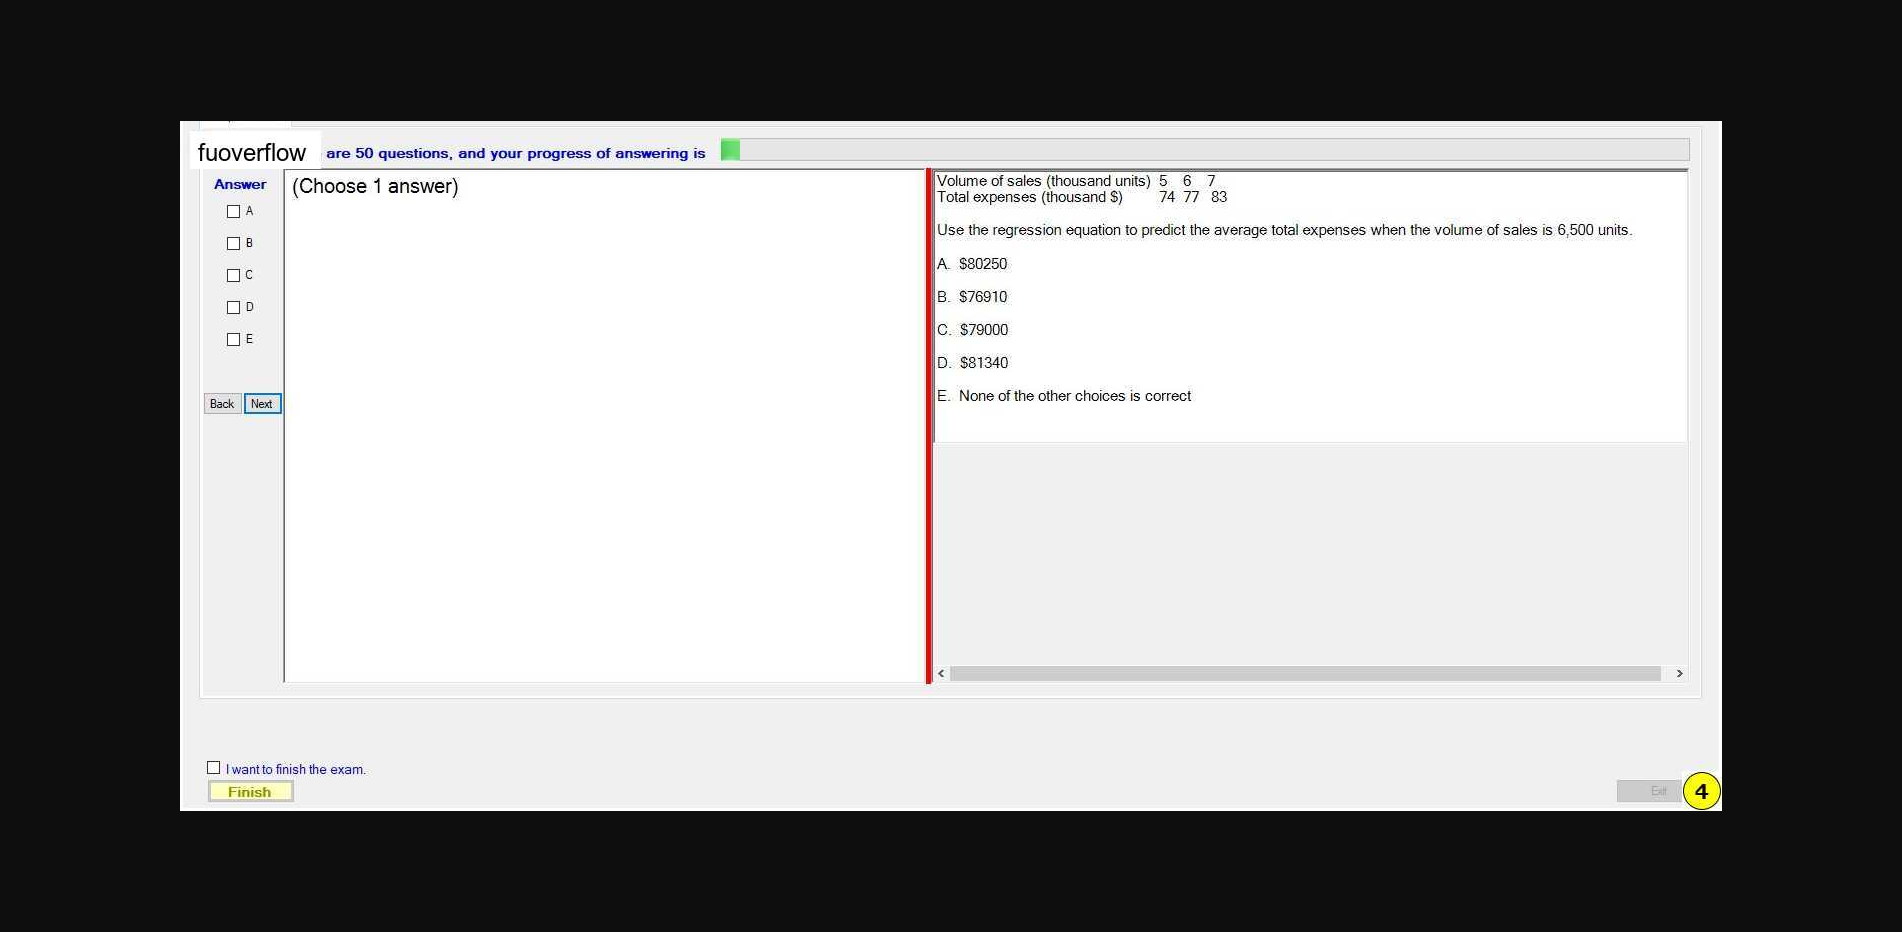 fuoverflow are 50 questions, and your progress of answering is
Answer
A
B
C
D
E
Back Next
(Choose 1 answer)
Volume of sales (thousand units) 5 6 7
Total expenses (thousand $) 74 77 83
Use the regression equation to predict the average total expenses when the volume of sales is 6,500 units.
A. $80250
B. $76910
C. $79000
D. $81340
E. None of the other choices is correct
I want to finish the exam.
Finish
Exit
4